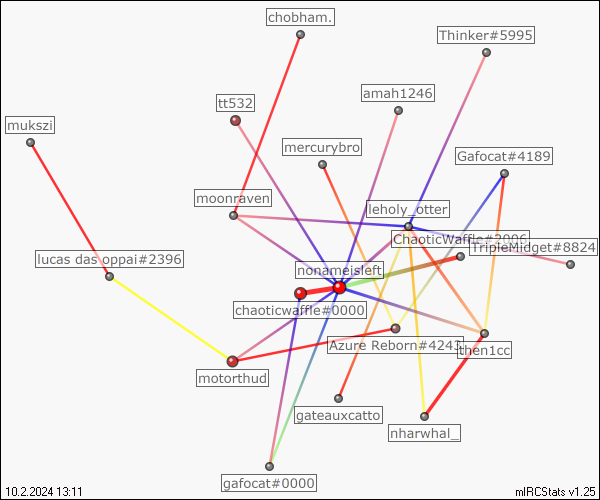 chobham.
Thinker#5995
amah1246
tt532
mukszi
mercurybro
Gafocat#4189
moonraven
leholy_otter
ChaoticWaffle#2006
TripleMidget#8824
lucas das oppai#2396
nonameisleft
chaoticwaffle#0000
Azure Reborn#4243
then1cc
motorthud
gateauxcatto
nharwhal_
gafocat#0000
10.2.2024 13:11
mIRCStats v1.25